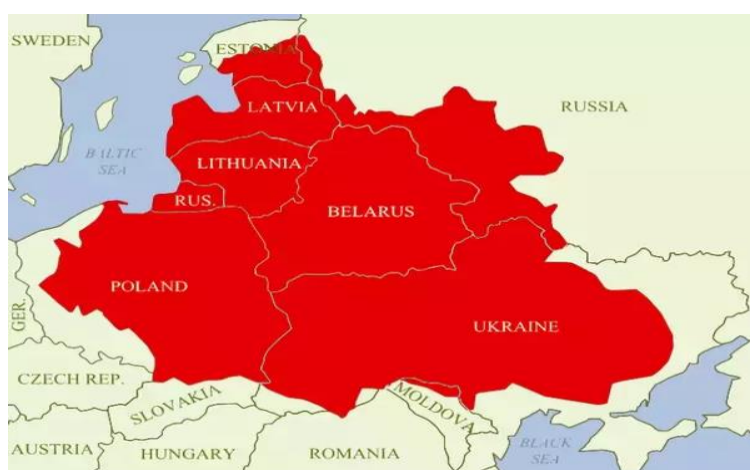 SWEDEN
ESTONIA
LATVIA
RUSSIA
BALTIC
SEA
LITHUANIA
RUS.
BELARUS
POLAND
GER.
UKRAINE
CZECH REP.
SLOVAKIA
MOLDOVA
AUSTRIA
HUNGARY
ROMANIA
BLACK
SEA